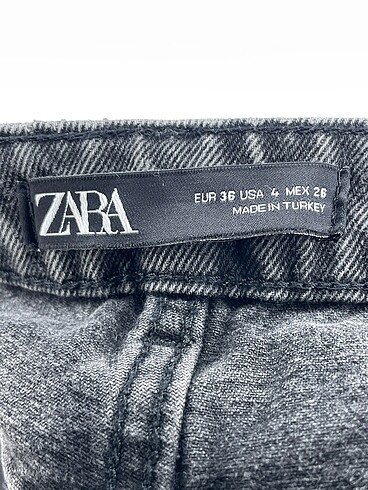 ZARA
EUR 36 USA 4 MEX 26
MADE IN TURKEY